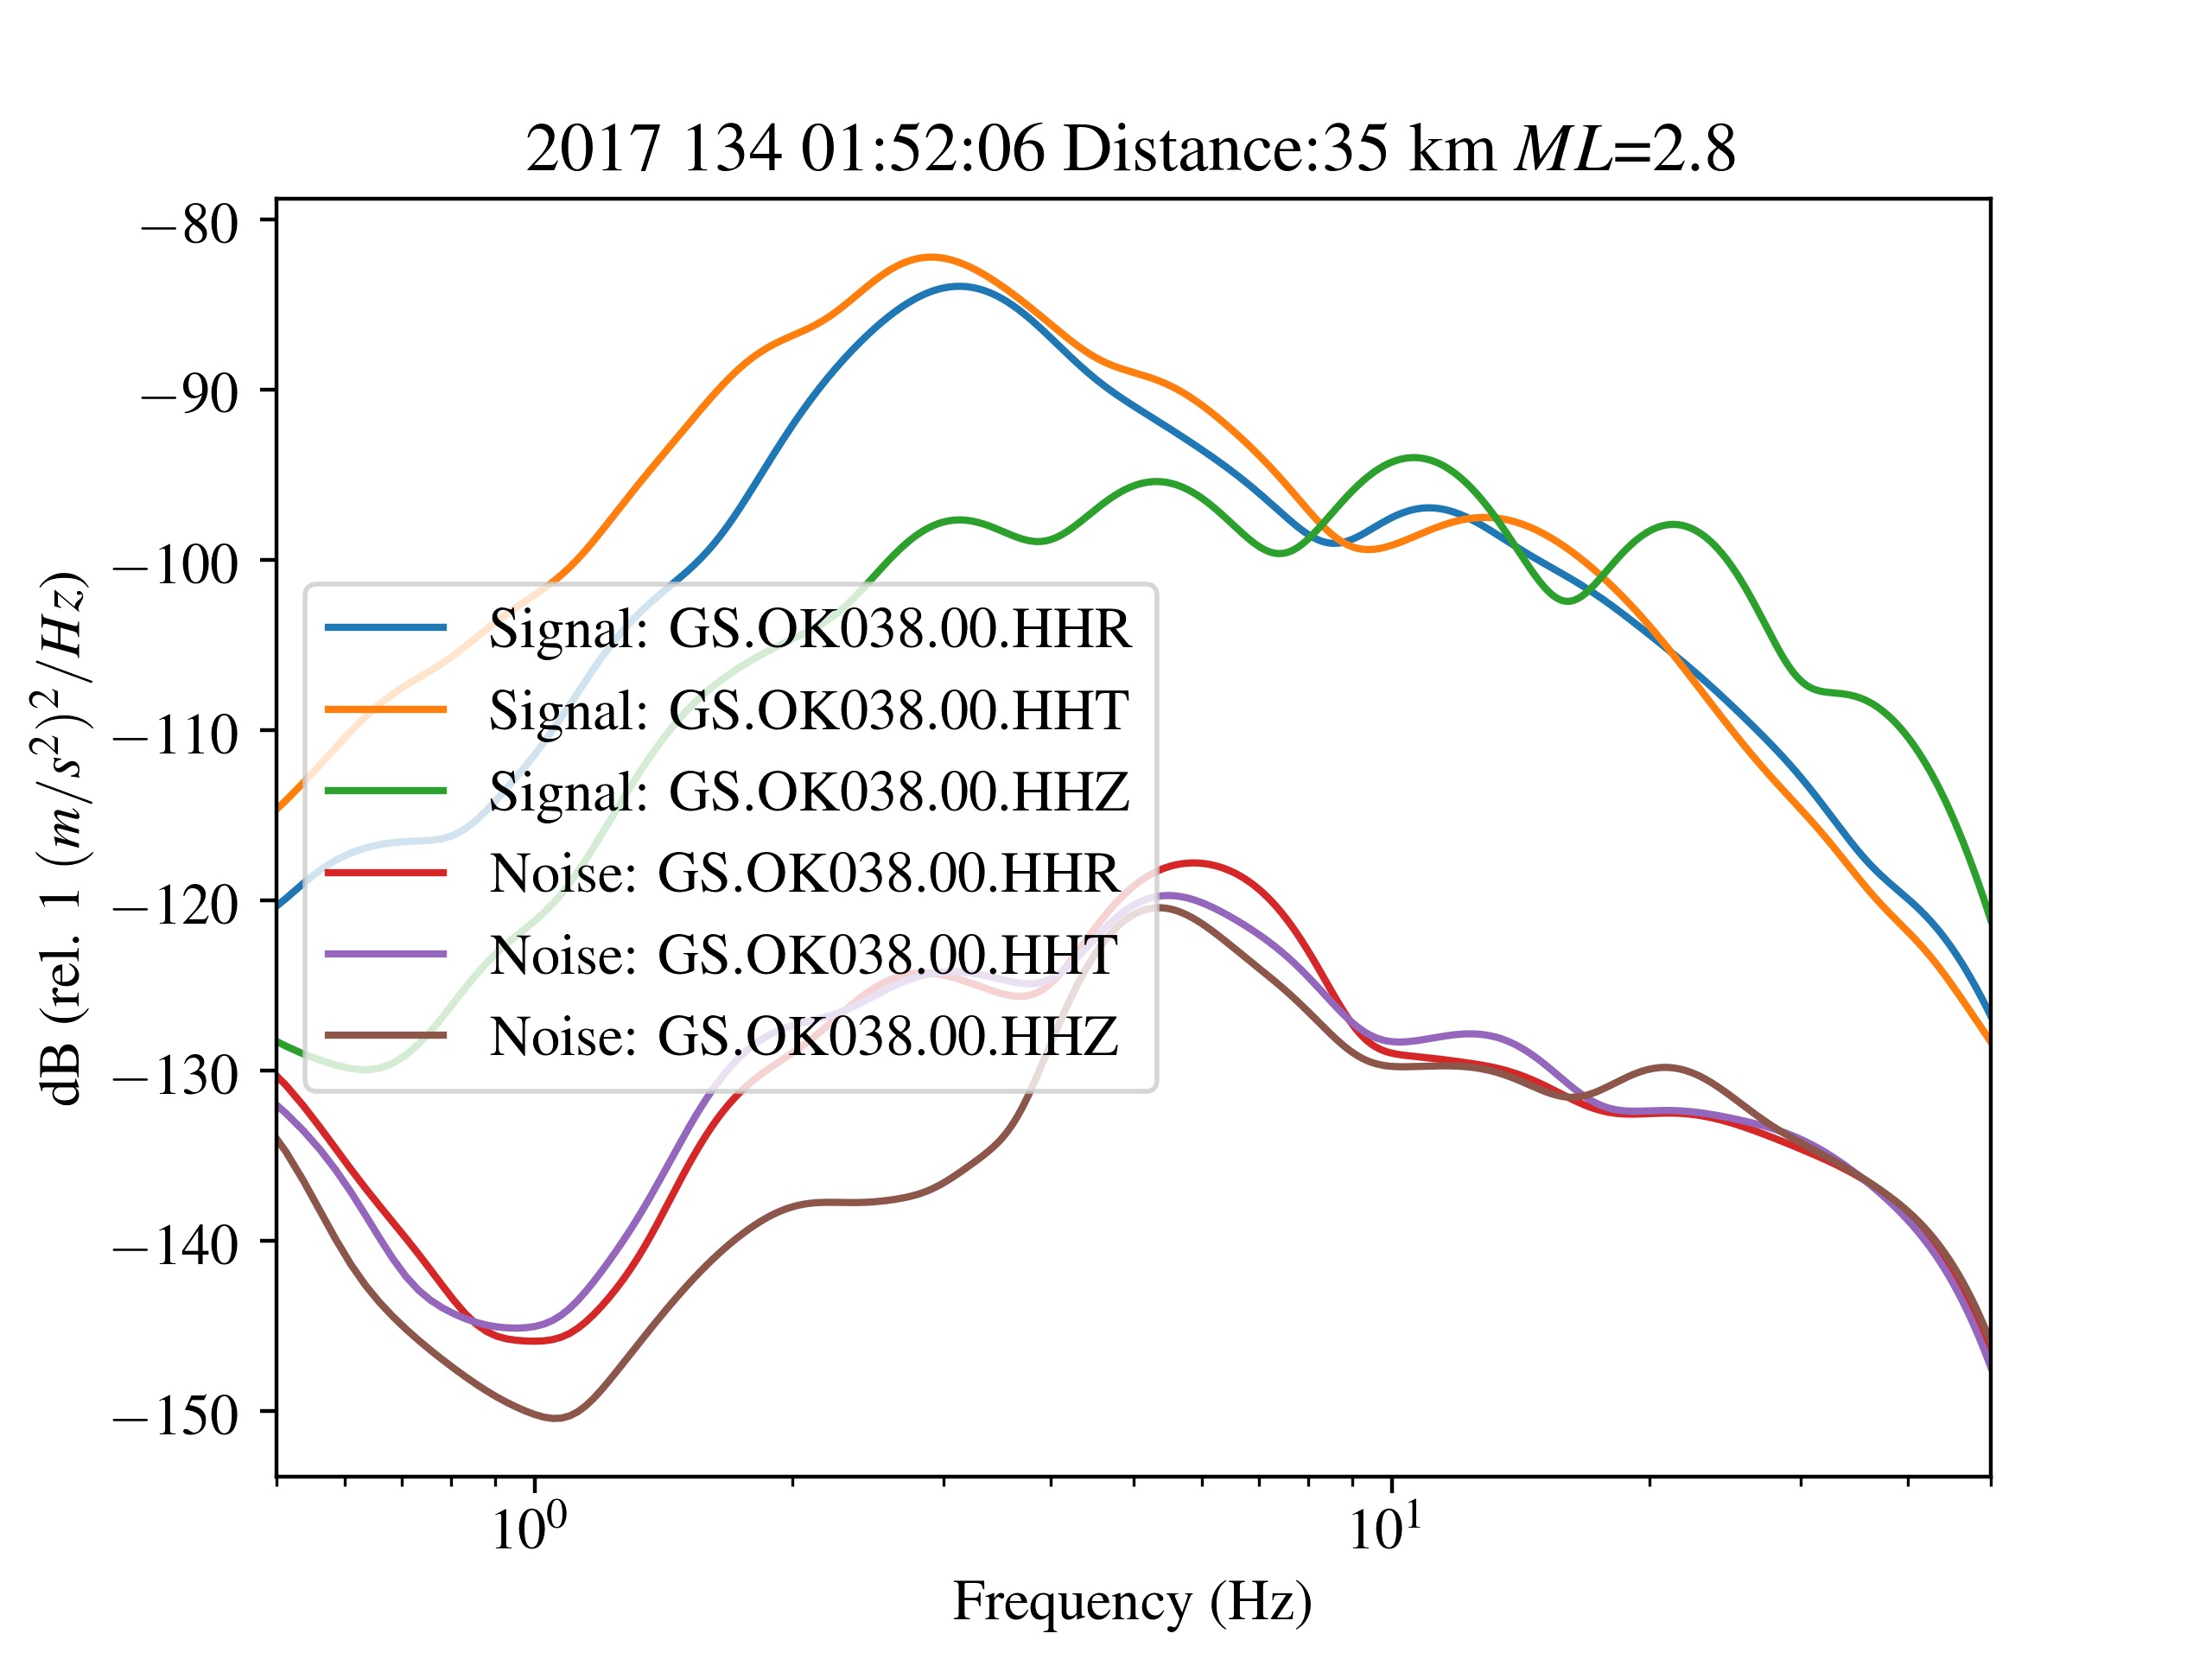 2017 134 01:52:06 Distance:35 km ML=2.8
dB (rel. 1 (m/s²)²/Hz)
−80
−90
−100
−110
−120
−130
−140
−150
Signal: GS.OK038.00.HHR
Signal: GS.OK038.00.HHT
Signal: GS.OK038.00.HHZ
Noise: GS.OK038.00.HHR
Noise: GS.OK038.00.HHT
Noise: GS.OK038.00.HHZ
10⁰ 10¹
Frequency (Hz)